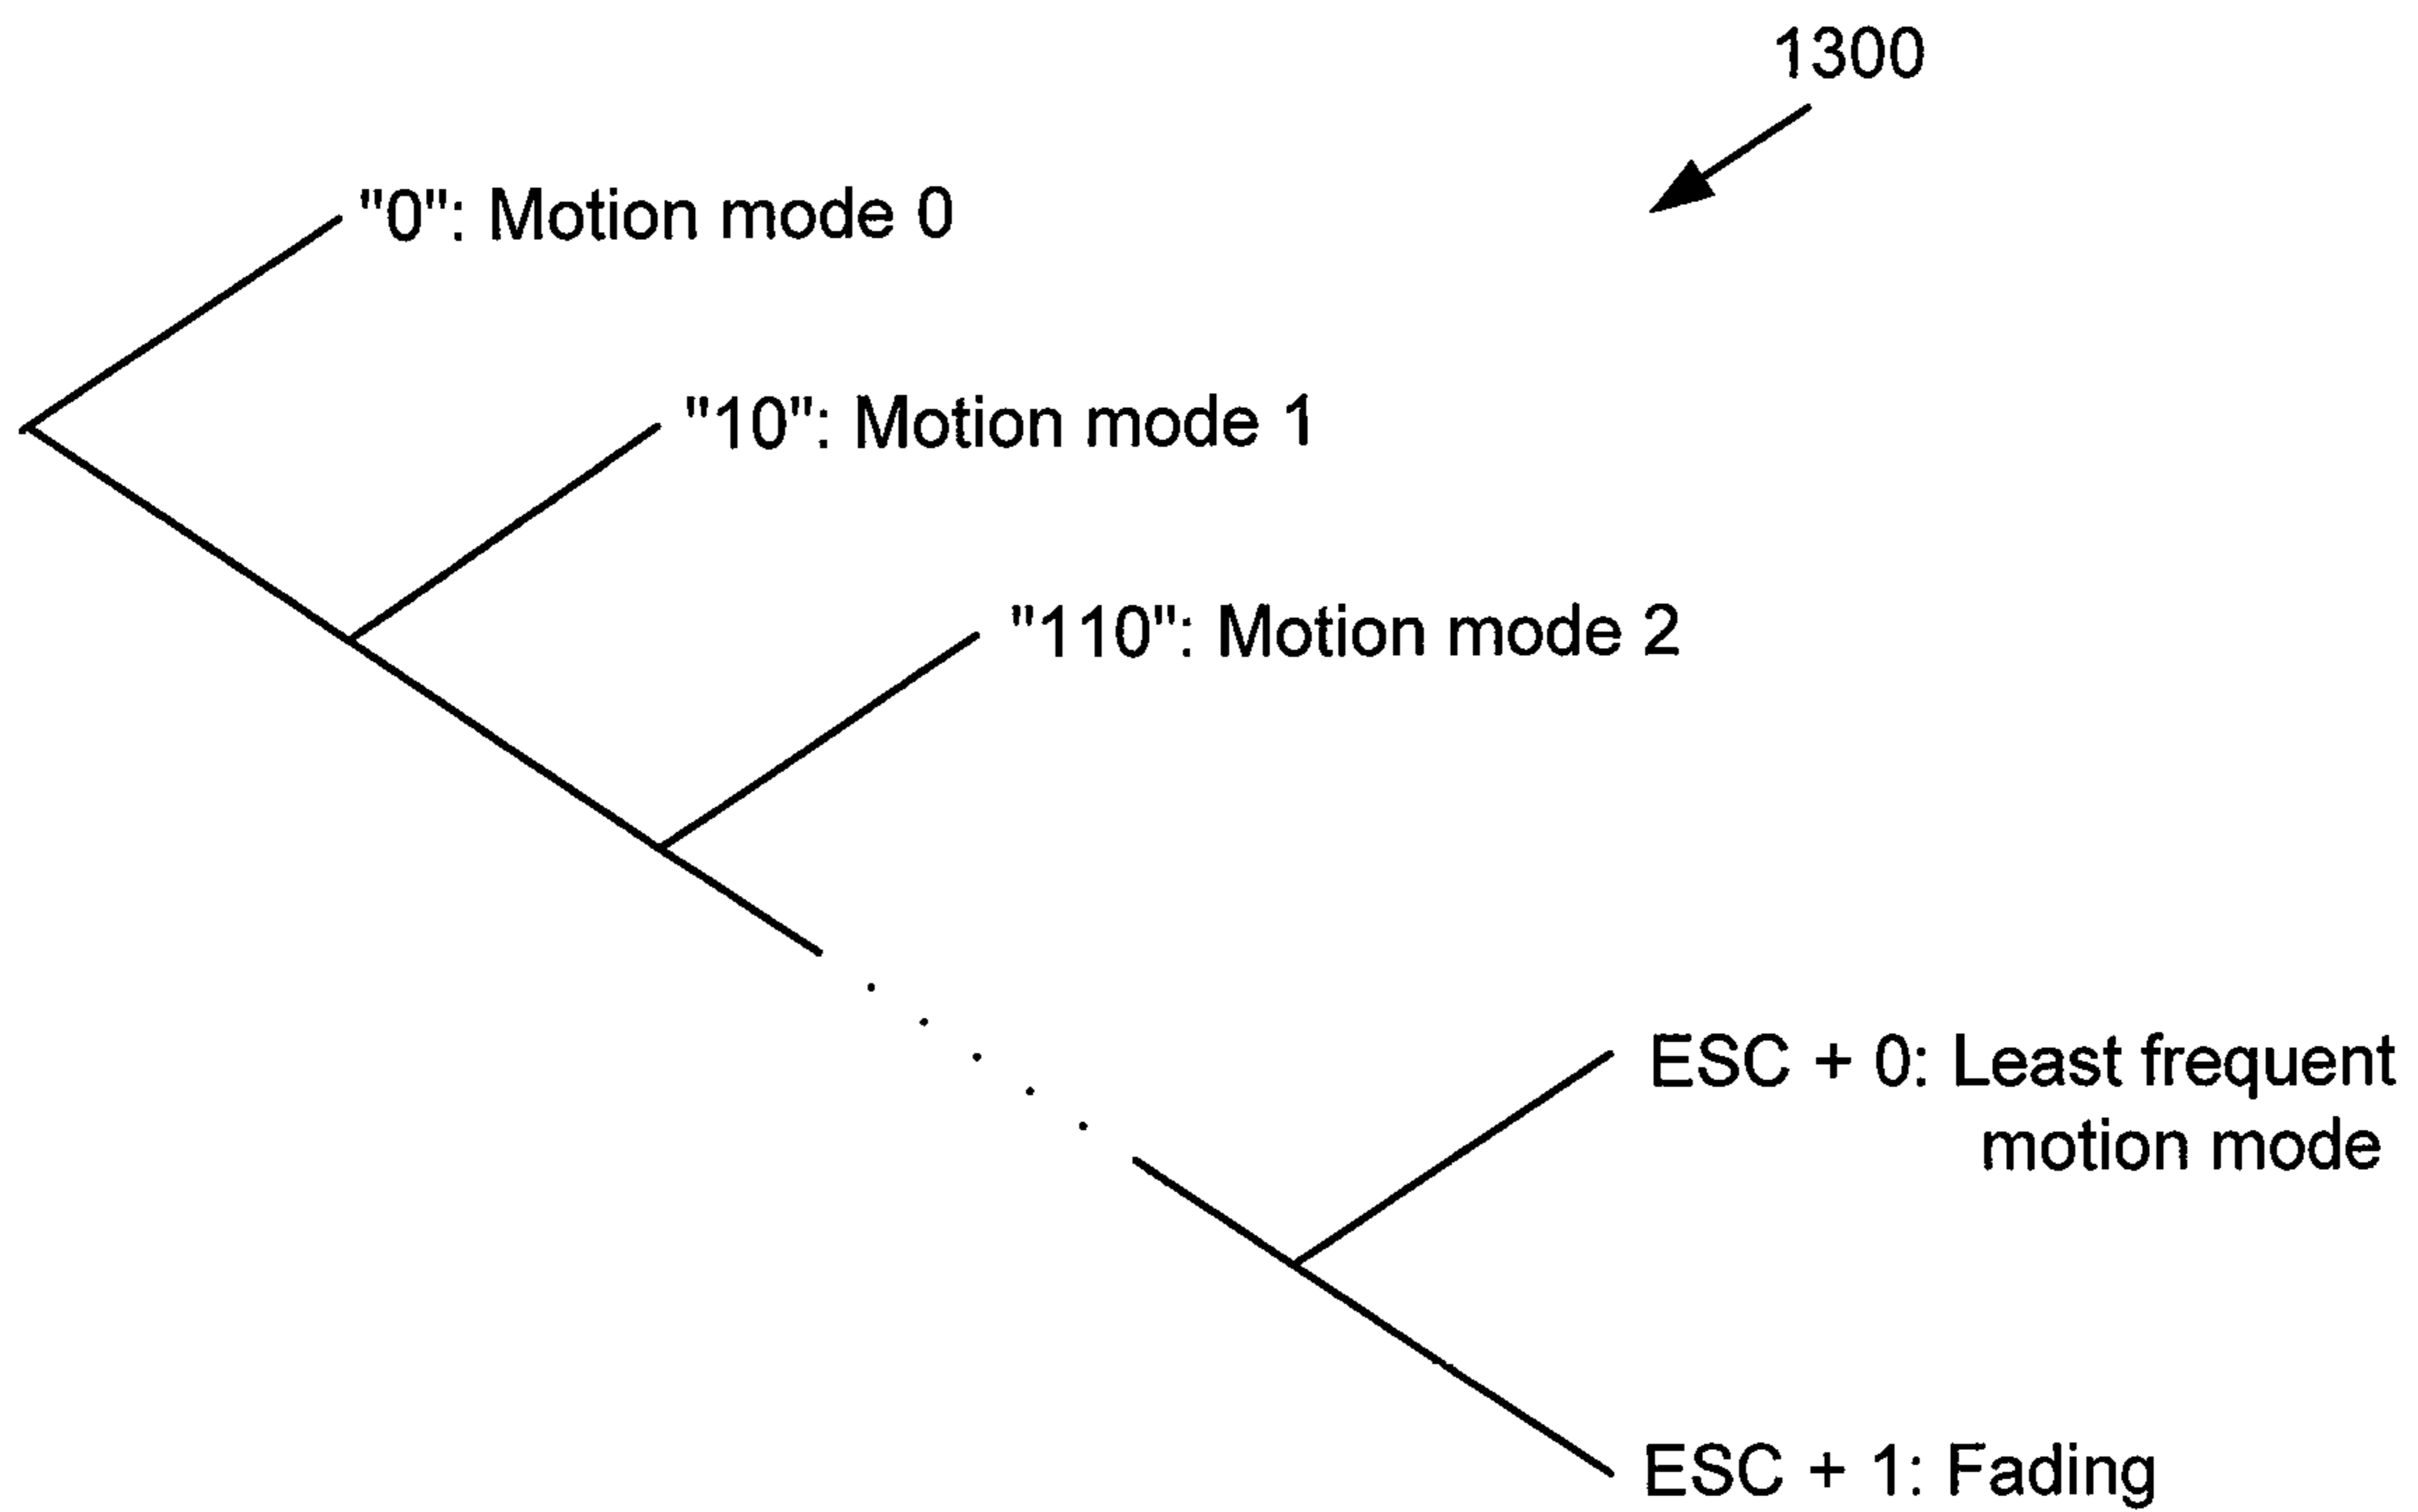 1300
"0": Motion mode 0
"10": Motion mode 1
"110": Motion mode 2
ESC + 0: Least frequent
motion mode
ESC + 1: Fading